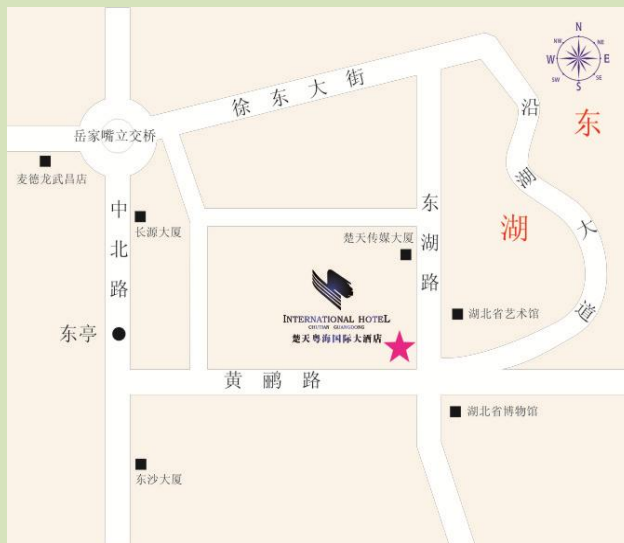 N
NW
NE
W
E
SW
SE
S
东
湖
徐东大街
沿湖大道
岳家嘴立交桥
麦德龙武昌店
中北路
长源大厦
东湖路
楚天传媒大厦
INTERNATIONAL HOTEL
CHUTIAN GUANGDONG
楚天粤海国际大酒店
湖北省艺术馆
东亭
黄鹂路
湖北省博物馆
东沙大厦